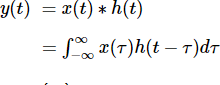 y(t) = x(t) * h(t)
= ∫_{-∞}^{∞} x(τ)h(t − τ)dτ